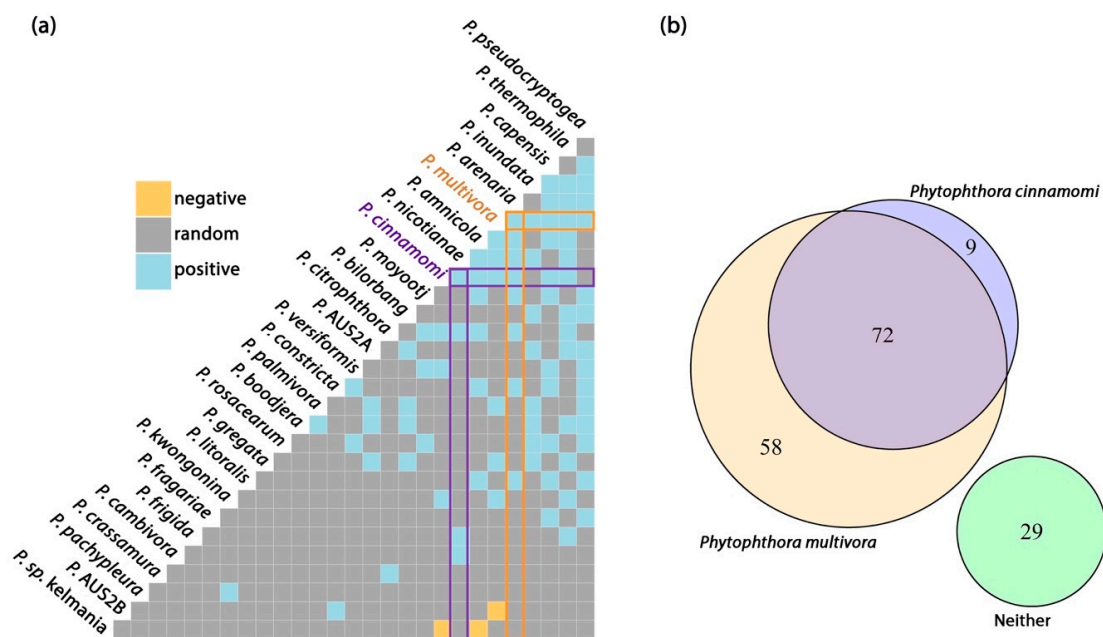 (a)
P. pseudocryptogea
P. thermophila
P. capensis
P. inundata
P. arenaria
P. multivora
P. amnicola
P. nicotianae
P. cinnamomi
P. moyootj
P. bilorbang
P. citrophthora
P. AUS2A
P. versiformis
P. constricta
P. palmivora
P. boodjera
P. rosacearum
P. gregata
P. litoralis
P. kwongonina
P. fragariae
P. frigida
P. cambivora
P. crassamura
P. pachypleura
P. AUS2B
P. sp. kelmania
negative
random
positive
(b)
Phytophthora cinnamomi
9
72
58
Phytophthora multivora
29
Neither